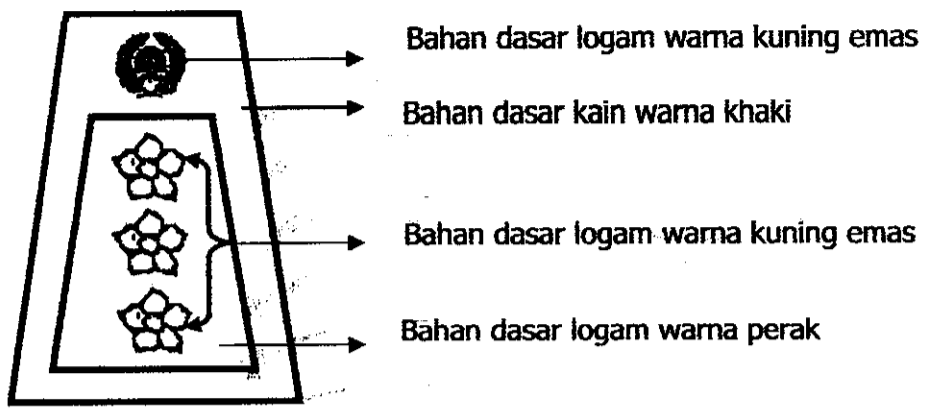 Bahan dasar logam warna kuning emas
Bahan dasar kain warna khaki
Bahan dasar logam warna kuning emas
Bahan dasar logam warna perak